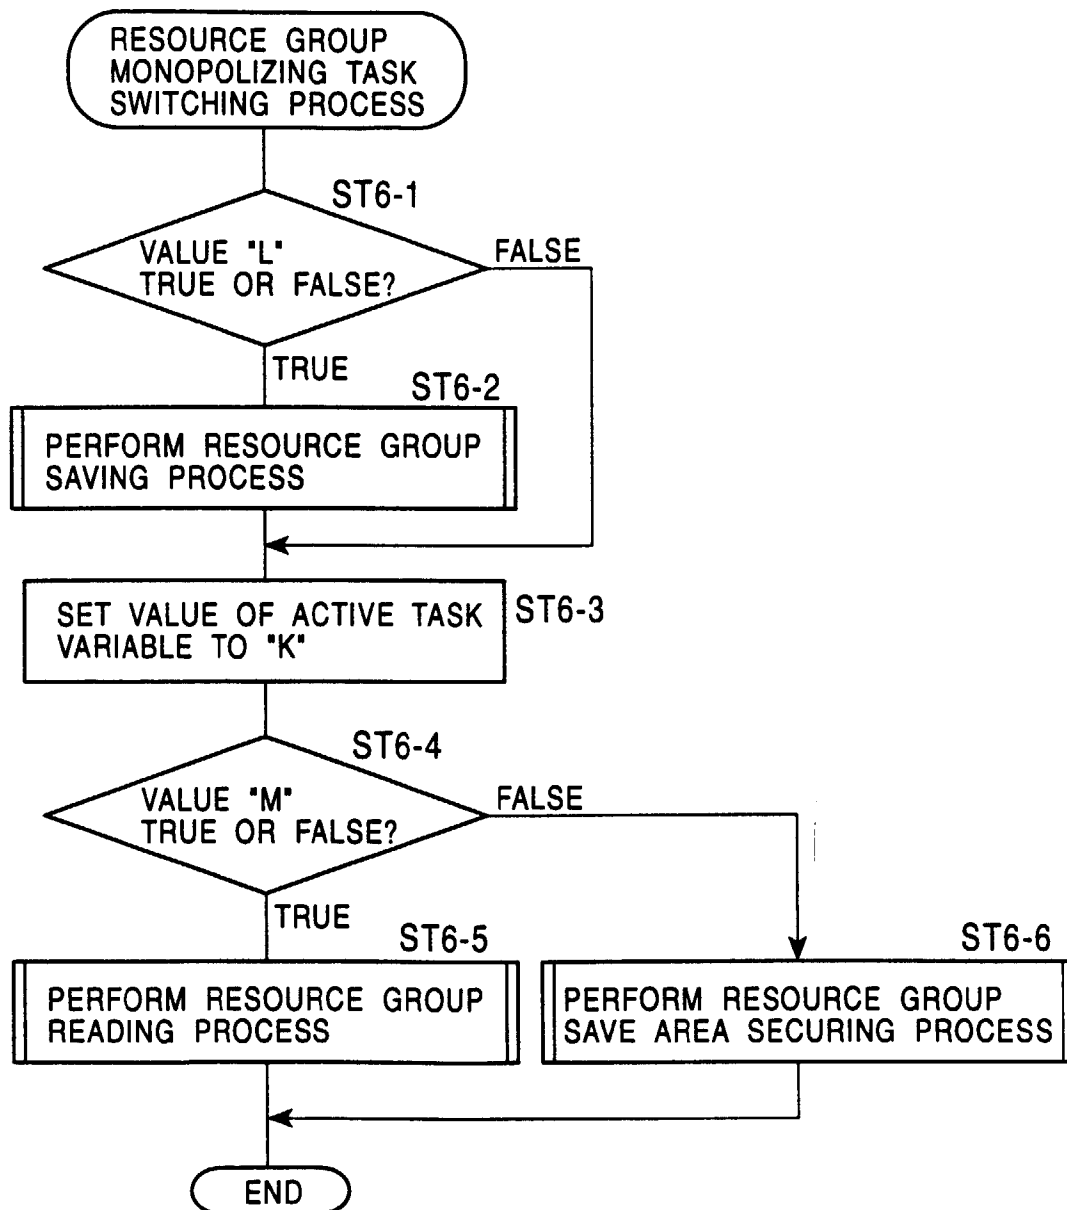 RESOURCE GROUP
MONOPOLIZING TASK
SWITCHING PROCESS
ST6-1
VALUE "L"
TRUE OR FALSE?
FALSE
TRUE
ST6-2
PERFORM RESOURCE GROUP
SAVING PROCESS
SET VALUE OF ACTIVE TASK
VARIABLE TO "K"
ST6-3
ST6-4
VALUE "M"
TRUE OR FALSE?
FALSE
TRUE
ST6-5
PERFORM RESOURCE GROUP
READING PROCESS
ST6-6
PERFORM RESOURCE GROUP
SAVE AREA SECURING PROCESS
END